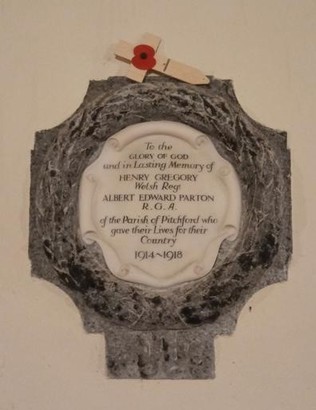 To the
GLORY OF GOD
and in Lasting Memory of
HENRY GREGORY
Welsh Regt
ALBERT EDWARD PARTON
R.G.A.
of the Parish of Pitchford who
gave their Lives for their
Country
1914~1918